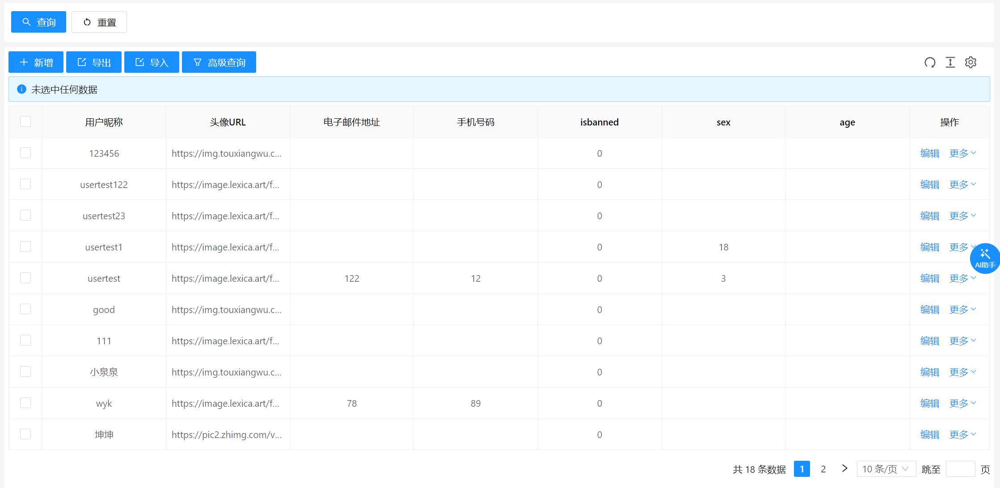 查询 重置
新增 导出 导入 高级查询
未选中任何数据
用户昵称 头像URL 电子邮件地址 手机号码 isbanned sex age 操作
123456 https://img.touxiangwu.c... 0 编辑 更多
usertest122 https://image.lexica.art/f... 0 编辑 更多
usertest23 https://image.lexica.art/f... 0 编辑 更多
usertest1 https://image.lexica.art/f... 0 18 编辑 更多
AI助手
usertest https://image.lexica.art/f... 122 12 0 3 编辑 更多
good https://img.touxiangwu.c... 0 编辑 更多
111 https://image.lexica.art/f... 0 编辑 更多
小泉泉 https://img.touxiangwu.c... 0 编辑 更多
wyk https://image.lexica.art/f... 78 89 0 编辑 更多
坤坤 https://pic2.zhimg.com/v... 0 编辑 更多
共 18 条数据 1 2 10 条/页 跳至 页